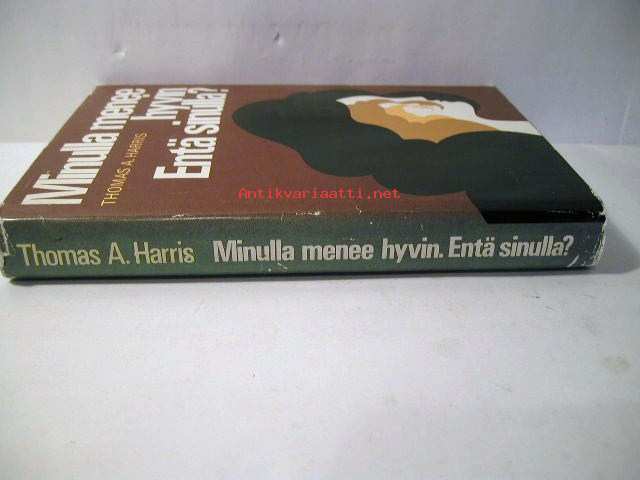 Minulla menee
hyvin.
Entä sinulla?
THOMAS A. HARRIS
Antikvariaatti.net
Thomas A. Harris Minulla menee hyvin. Entä sinulla?